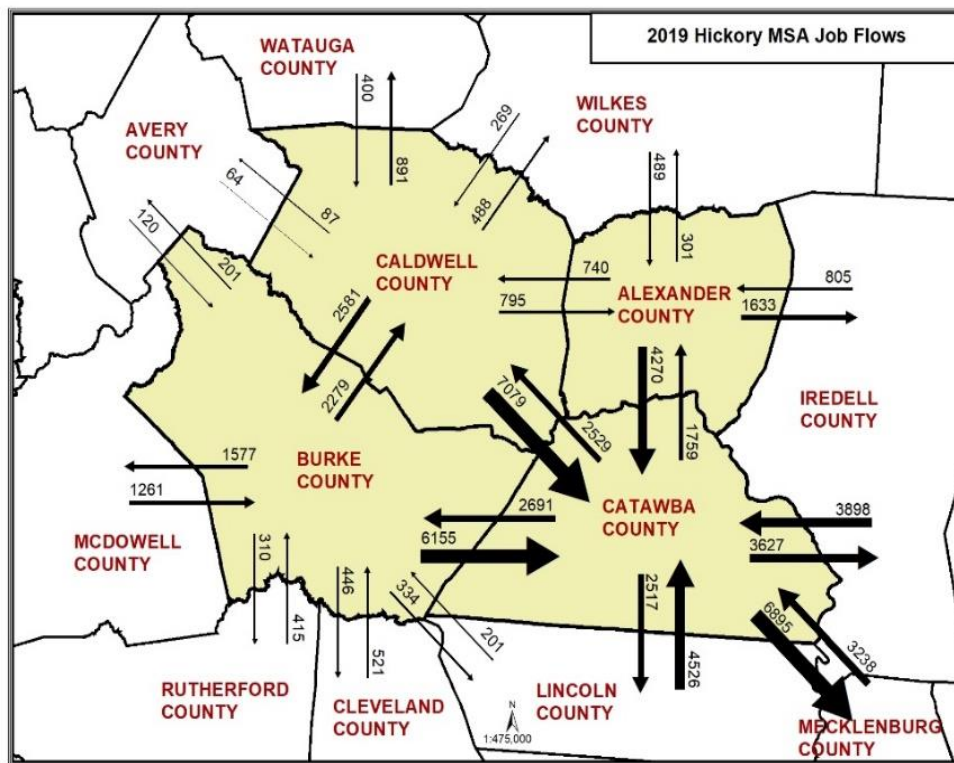 2019 Hickory MSA Job Flows
WATAUGA
COUNTY
WILKES
COUNTY
AVERY
COUNTY
400
891
269
488
489
301
64
87
120
201
CALDWELL
COUNTY
740
795
ALEXANDER
COUNTY
805
1633
2581
2279
4270
1759
7079
2529
IREDELL
COUNTY
1577
1261
BURKE
COUNTY
2691
6155
CATAWBA
COUNTY
3898
3627
MCDOWELL
COUNTY
310
415
446
521
334
201
2517
4526
6895
3238
RUTHERFORD
COUNTY
CLEVELAND
COUNTY
LINCOLN
COUNTY
N
1:475,000
MECKLENBURG
COUNTY